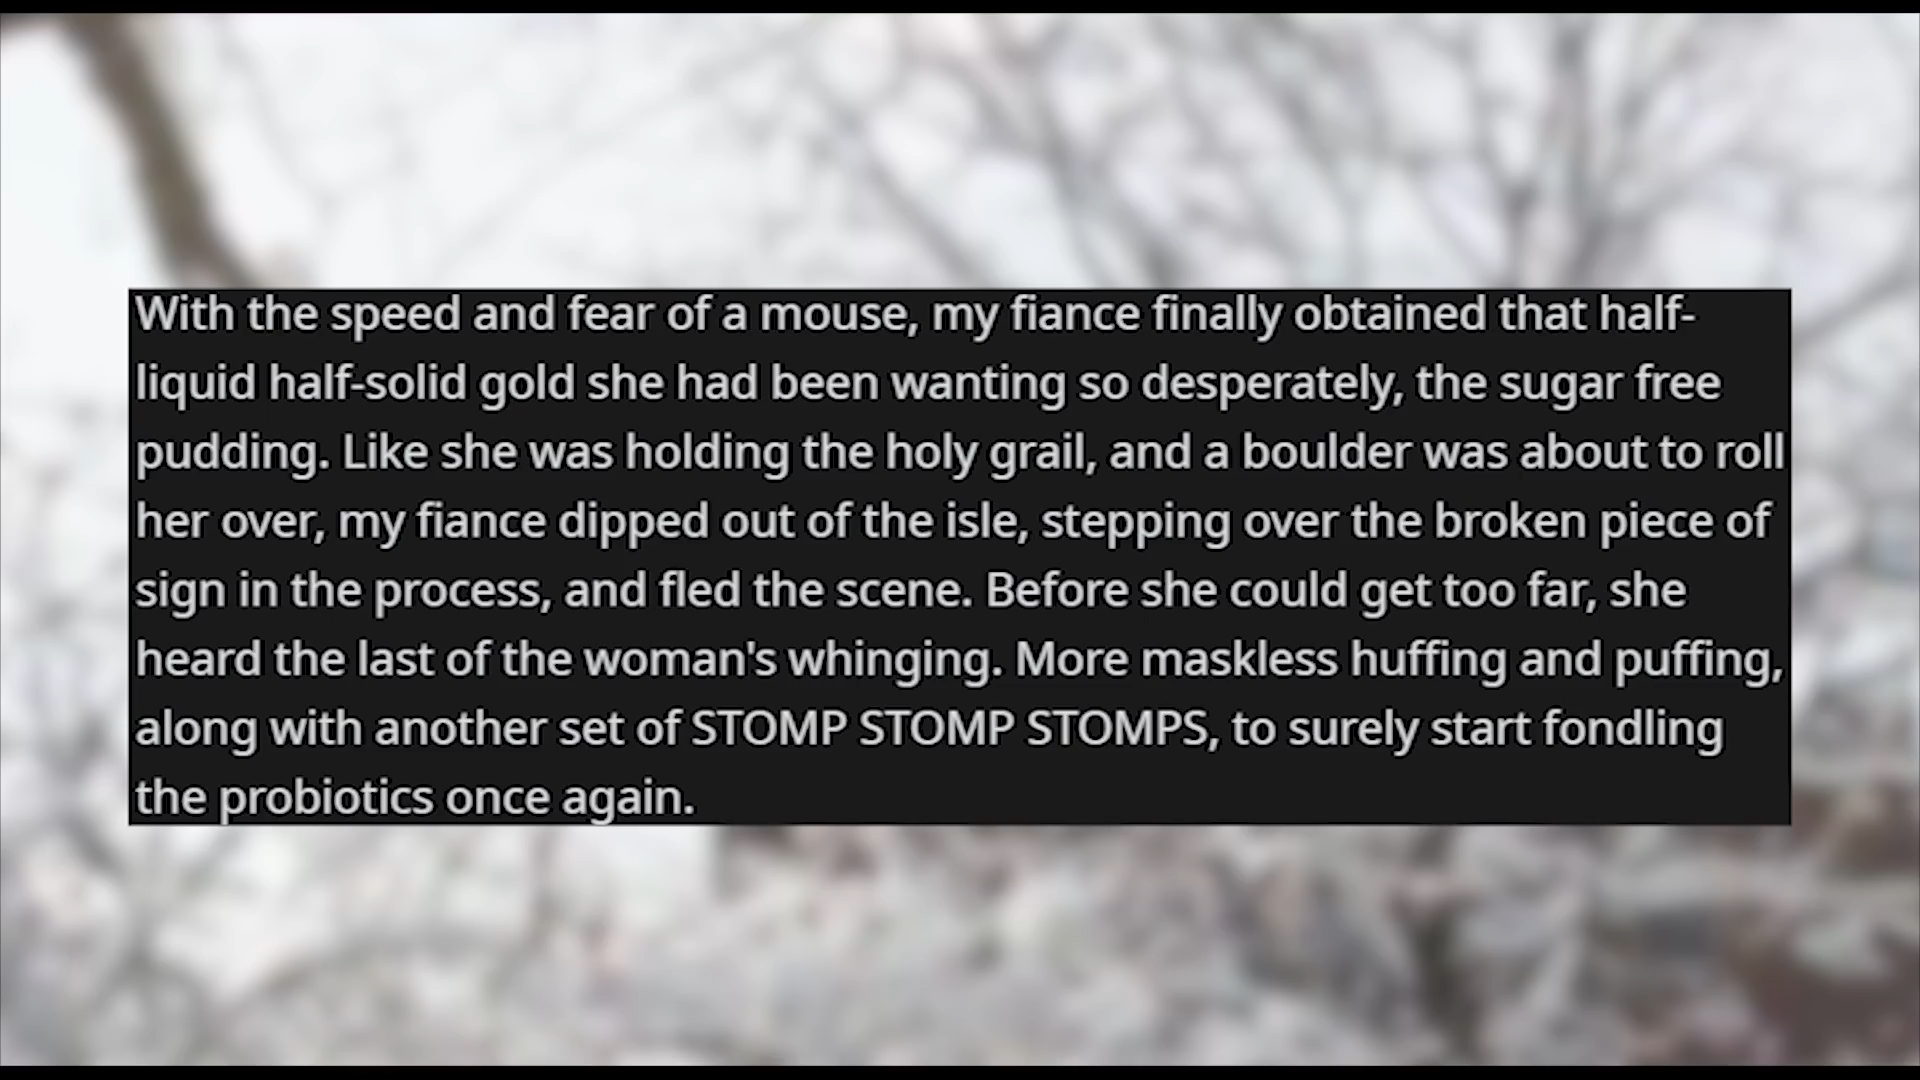 With the speed and fear of a mouse, my fiance finally obtained that half-
liquid half-solid gold she had been wanting so desperately, the sugar free
pudding. Like she was holding the holy grail, and a boulder was about to roll
her over, my fiance dipped out of the isle, stepping over the broken piece of
sign in the process, and fled the scene. Before she could get too far, she
heard the last of the woman's whinging. More maskless huffing and puffing,
along with another set of STOMP STOMP STOMPS, to surely start fondling
the probiotics once again.